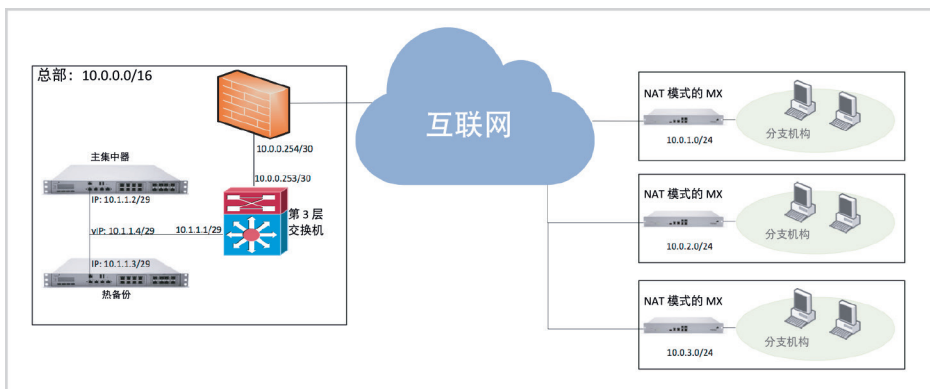 总部：10.0.0.0/16
10.0.0.254/30
10.0.0.253/30
主集中器
IP: 10.1.1.2/29
第 3 层
交换机
vIP: 10.1.1.4/29
10.1.1.1/29
IP: 10.1.1.3/29
热备份
互联网
NAT 模式的 MX
10.0.1.0/24
分支机构
NAT 模式的 MX
10.0.2.0/24
分支机构
NAT 模式的 MX
10.0.3.0/24
分支机构